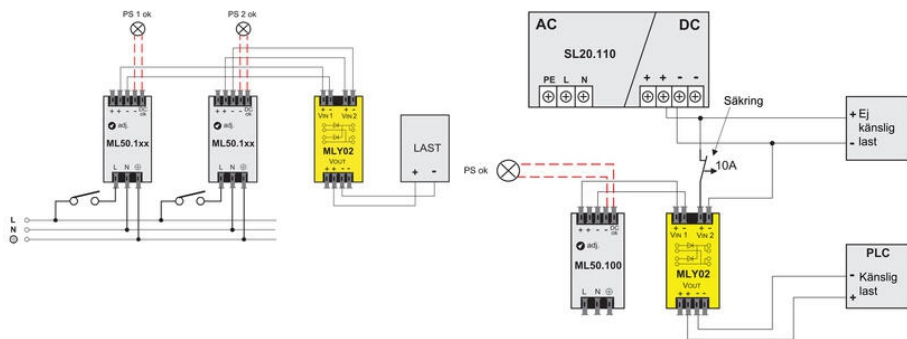 PS 1 ok
PS 2 ok
+ + - - DC ok
adj.
ML50.1xx
L N
+ + - - DC ok
adj.
ML50.1xx
L N
+ - + -
VIN 1 VIN 2
MLY02
VOUT
+ + - -
LAST
+ -
L
N
AC
DC
SL20.110
PE L N
+ + - -
Säkring
10A
+ Ej
känslig
- last
PS ok
+ + - - DC ok
adj.
ML50.100
L N
+ - + -
VIN 1 VIN 2
MLY02
VOUT
+ + - -
PLC
- Känslig
+ last